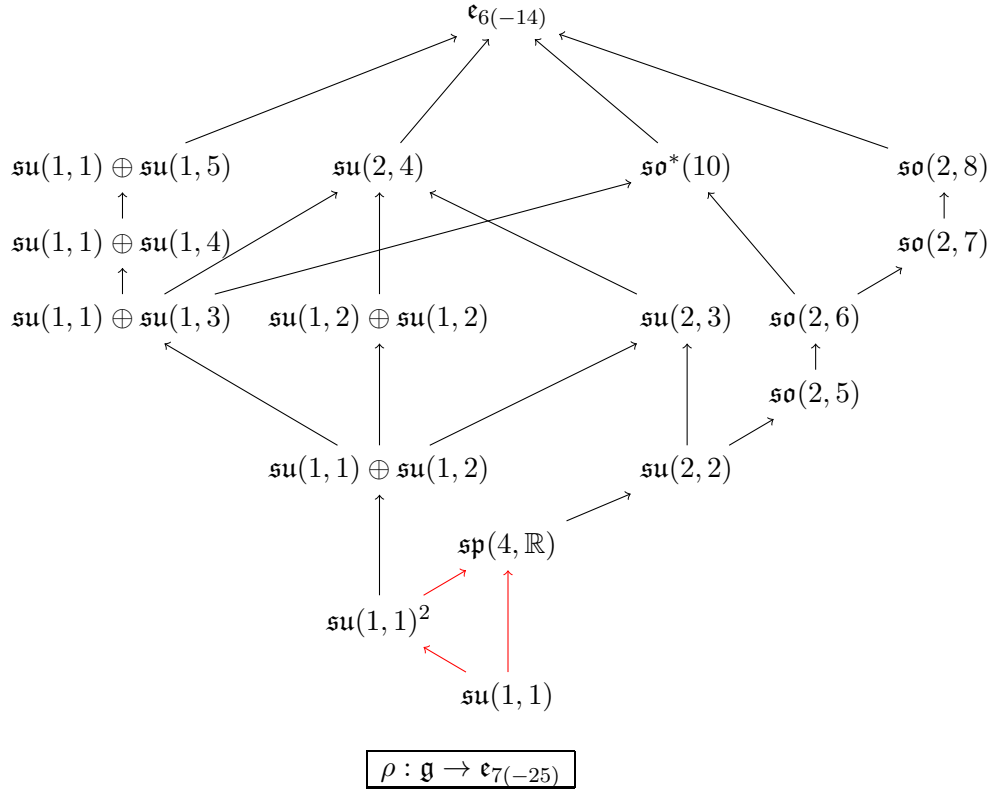 𝔢₆₍₋₁₄₎
𝔰𝔲(1, 1) ⊕ 𝔰𝔲(1, 5) 𝔰𝔲(2, 4) 𝔰𝔬*(10) 𝔰𝔬(2, 8)
𝔰𝔲(1, 1) ⊕ 𝔰𝔲(1, 4) 𝔰𝔬(2, 7)
𝔰𝔲(1, 1) ⊕ 𝔰𝔲(1, 3) 𝔰𝔲(1, 2) ⊕ 𝔰𝔲(1, 2) 𝔰𝔲(2, 3) 𝔰𝔬(2, 6)
𝔰𝔬(2, 5)
𝔰𝔲(1, 1) ⊕ 𝔰𝔲(1, 2) 𝔰𝔲(2, 2)
𝔰𝔭(4, ℝ)
𝔰𝔲(1, 1)²
𝔰𝔲(1, 1)
ρ : 𝔤 → 𝔢₇₍₋₂₅₎